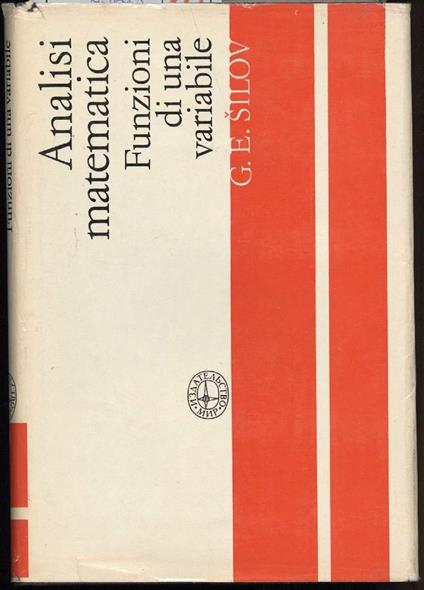 Analisi
matematica
Funzioni
di una
variabile
G. E. ŠILOV
ИЗДАТЕЛЬСТВО
МИР
Funzioni di una variabile